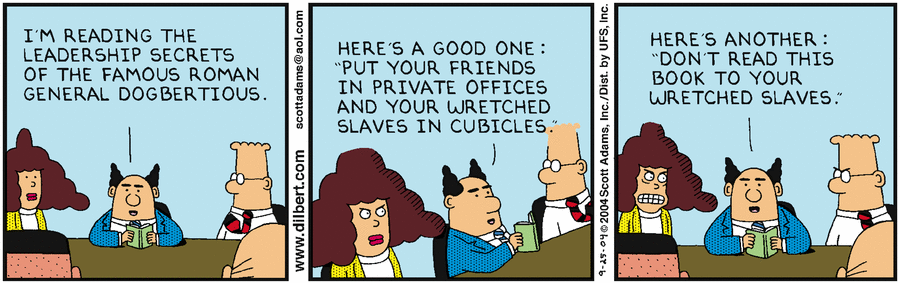 I'M READING THE
LEADERSHIP SECRETS
OF THE FAMOUS ROMAN
GENERAL DOGBERTIOUS.
www.dilbert.com scottadams@aol.com
HERE'S A GOOD ONE:
"PUT YOUR FRIENDS
IN PRIVATE OFFICES
AND YOUR WRETCHED
SLAVES IN CUBICLES."
9-25-04 © 2004 Scott Adams, Inc./Dist. by UFS, Inc.
HERE'S ANOTHER:
"DON'T READ THIS
BOOK TO YOUR
WRETCHED SLAVES."